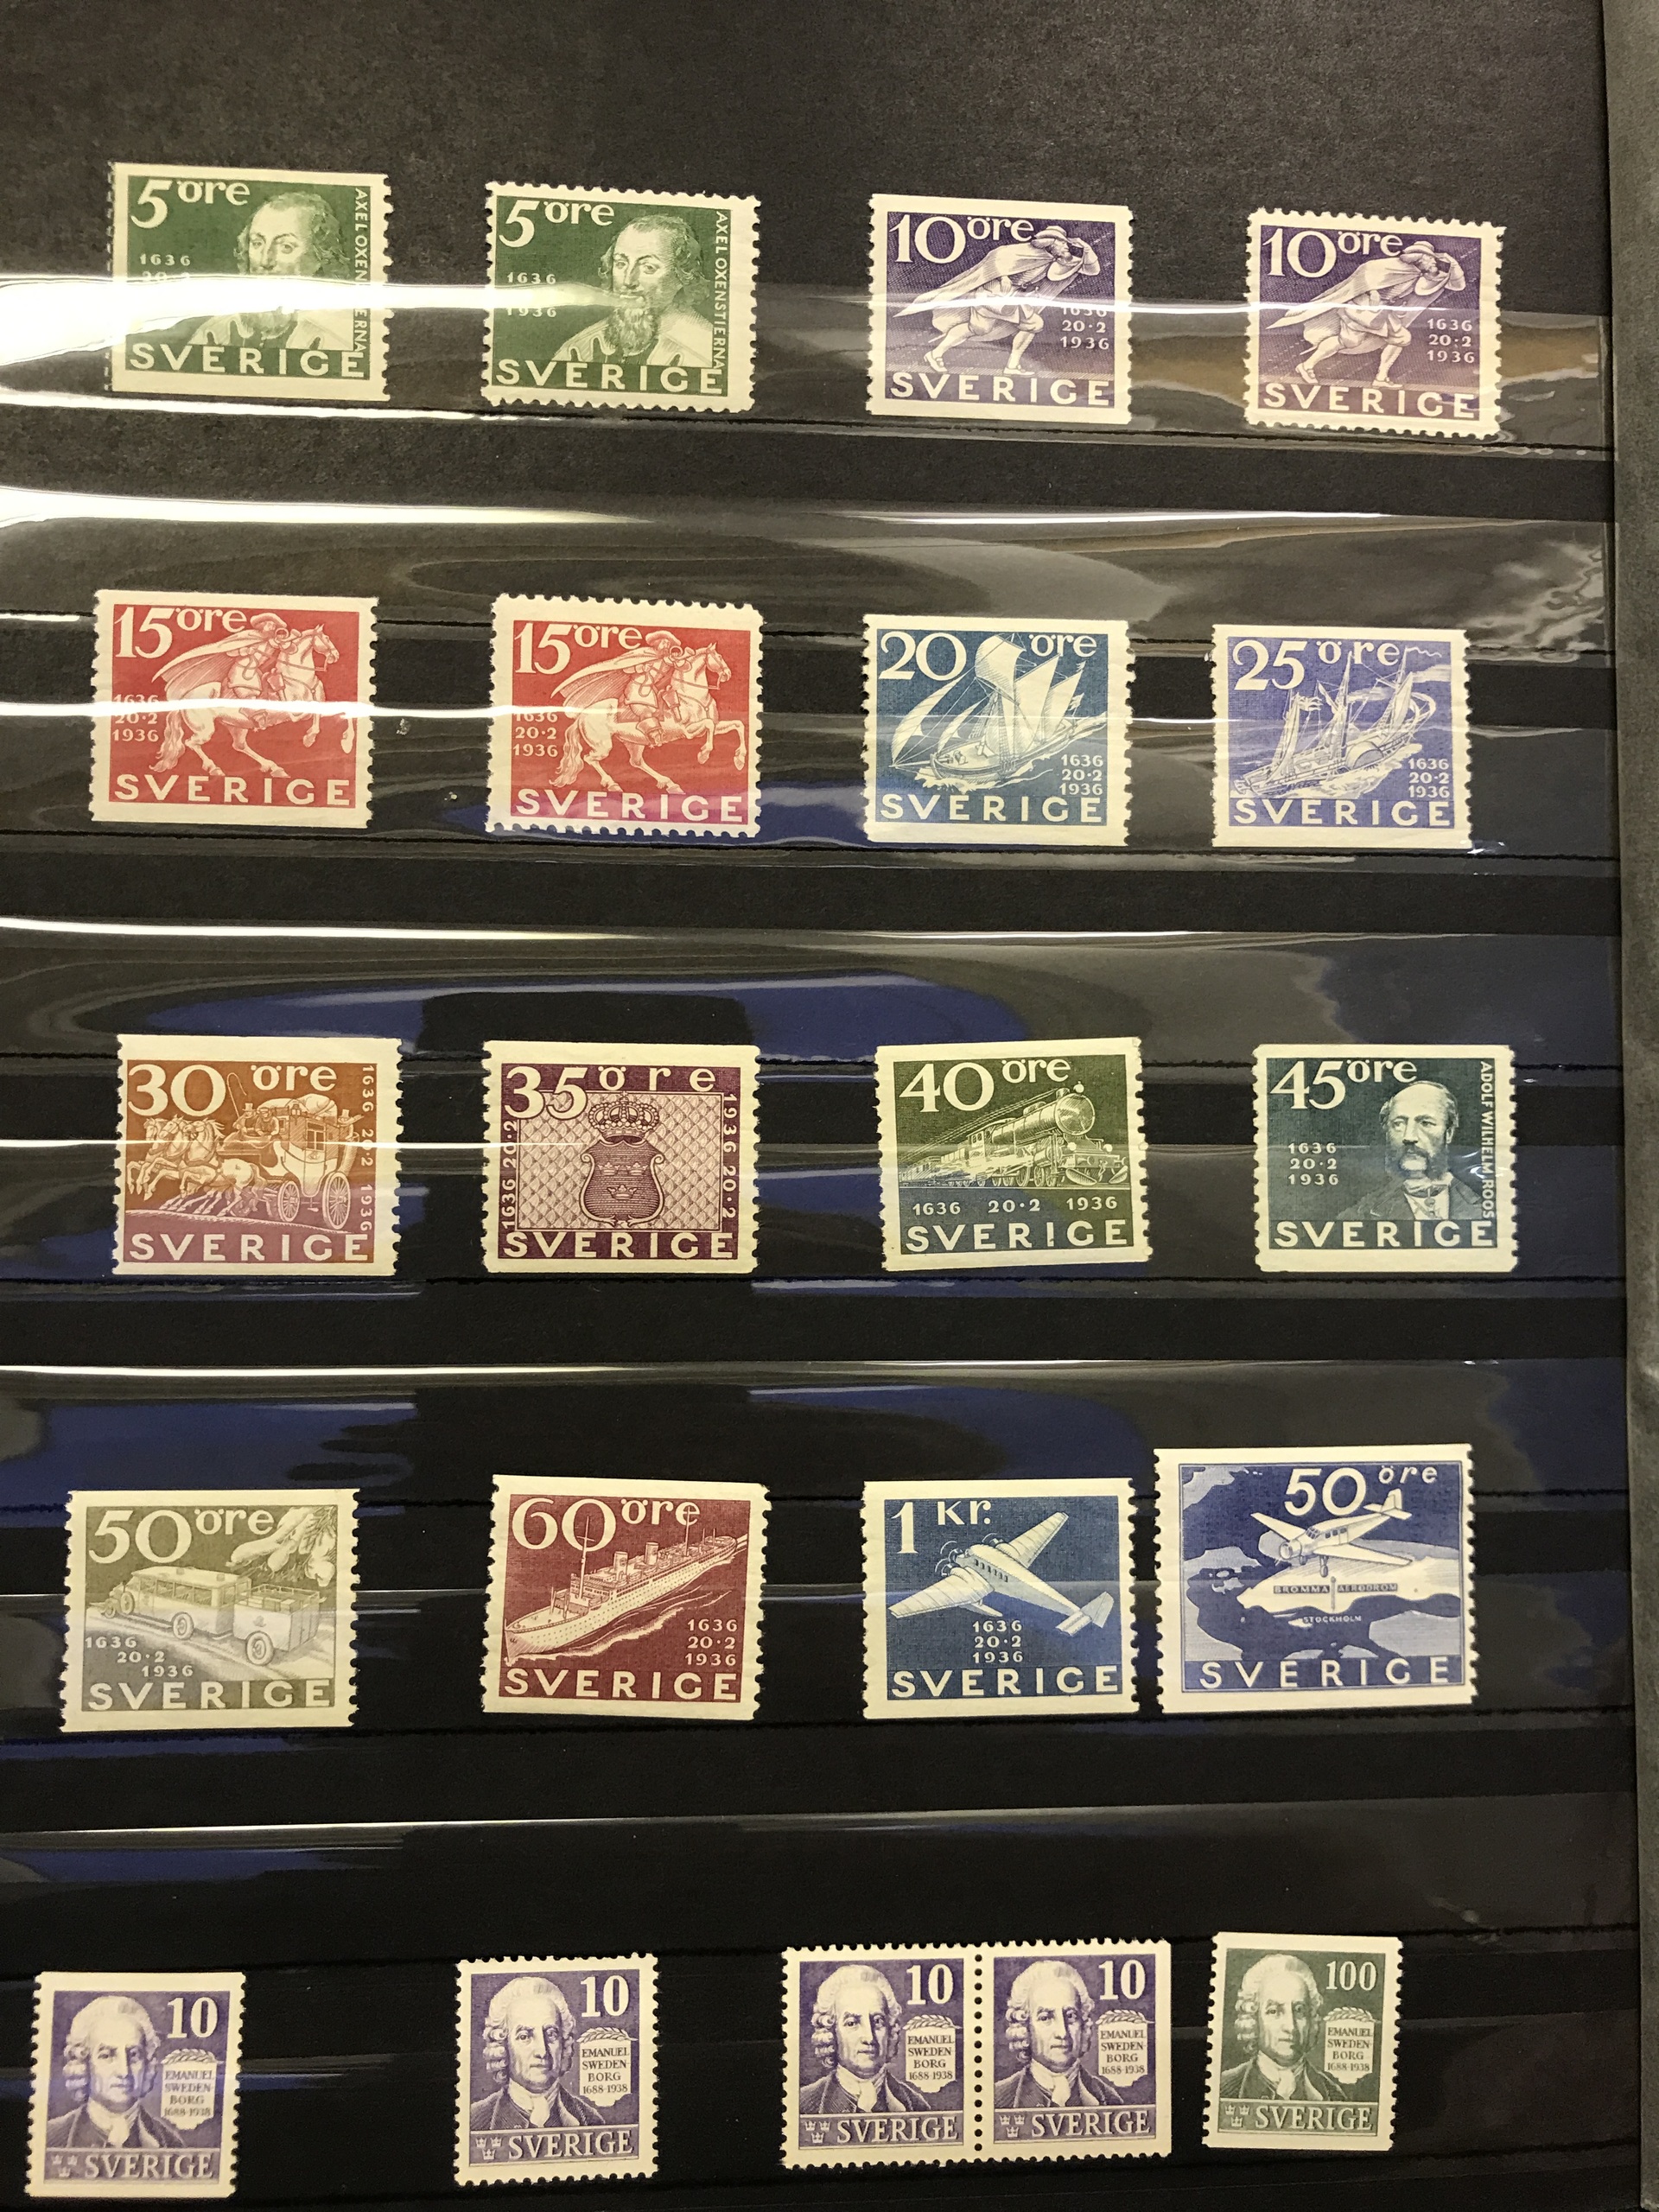 5 öre
AXEL OXENSTIERNA
1636
20·2
SVERIGE
5 öre
AXEL OXENSTIERNA
1636
1936
SVERIGE
10 öre
1636
20·2
1936
SVERIGE
10 öre
1636
20·2
1936
SVERIGE
15 öre
1636
20·2
1936
SVERIGE
15 öre
1636
20·2
1936
SVERIGE
20 öre
1636
20·2
1936
SVERIGE
25 öre
1636
20·2
1936
SVERIGE
30 öre
1636 20·2 1936
SVERIGE
35 öre
1636 20·2
1936 20·2
SVERIGE
40 öre
1636 20·2 1936
SVERIGE
45 öre
ADOLF WILHELM ROOS
1636
20·2
1936
SVERIGE
50 öre
1636
20·2
1936
SVERIGE
60 öre
1636
20·2
1936
SVERIGE
1 Kr.
1636
20·2
1936
SVERIGE
50 öre
BROMMA AERODROM
STOCKHOLM
SVERIGE
10
EMANUEL
SWEDEN-
BORG
1688-1938
SVERIGE
10
EMANUEL
SWEDEN-
BORG
1688-1938
SVERIGE
10
EMANUEL
SWEDEN-
BORG
1688-1938
SVERIGE
10
EMANUEL
SWEDEN-
BORG
1688-1938
SVERIGE
100
EMANUEL
SWEDEN-
BORG
1688-1938
SVERIGE